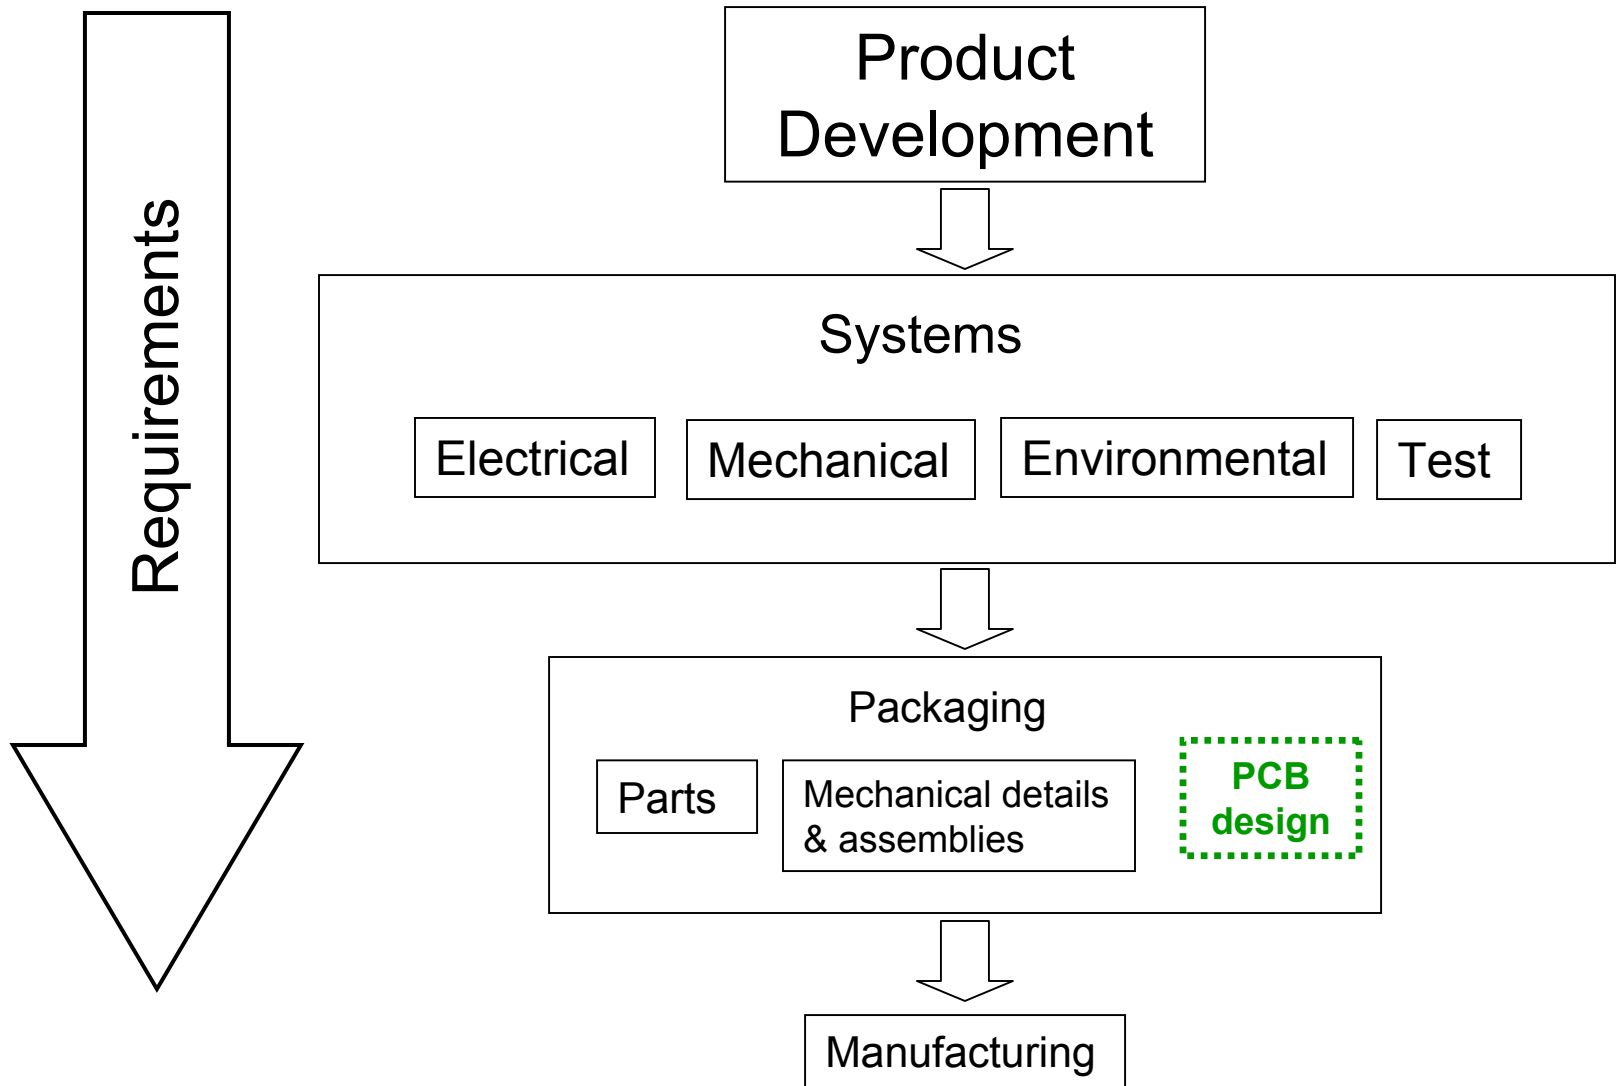 Requirements
Product
Development
Systems
Electrical
Mechanical
Environmental
Test
Packaging
Parts
Mechanical details
& assemblies
PCB
design
Manufacturing